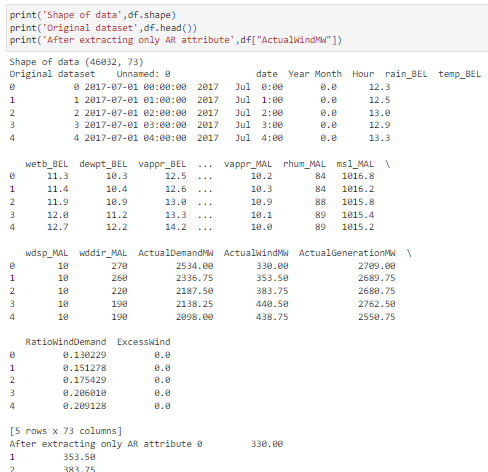 print('Shape of data',df.shape)
print('Original dataset',df.head())
print('After extracting only AR attribute',df["ActualWindMW"])
Shape of data (46032, 73)
Original dataset    Unnamed: 0                date  Year Month  Hour  rain_BEL  temp_BEL
0           0 2017-07-01 00:00:00  2017   Jul  0:00       0.0      12.3
1           1 2017-07-01 01:00:00  2017   Jul  1:00       0.0      12.5
2           2 2017-07-01 02:00:00  2017   Jul  2:00       0.0      13.0
3           3 2017-07-01 03:00:00  2017   Jul  3:00       0.0      12.9
4           4 2017-07-01 04:00:00  2017   Jul  4:00       0.0      13.3
wetb_BEL  dewpt_BEL  vappr_BEL  ...  vappr_MAL  rhum_MAL  msl_MAL  \
0      11.3       10.3       12.5  ...       10.2        84   1016.8
1      11.4       10.4       12.6  ...       10.3        84   1016.2
2      11.9       10.9       13.0  ...       10.9        88   1015.8
3      12.0       11.2       13.3  ...       10.1        89   1015.4
4      12.7       12.2       14.2  ...       10.0        89   1015.2
wdsp_MAL  wddir_MAL  ActualDemandMW  ActualWindMW  ActualGenerationMW  \
0        10        270         2534.00        330.00             2709.00
1        10        260         2336.75        353.50             2689.75
2        10        220         2187.50        383.75             2680.75
3        10        190         2138.25        440.50             2762.50
4        10        190         2098.00        438.75             2550.75
RatioWindDemand  ExcessWind
0         0.130229         0.0
1         0.151278         0.0
2         0.175429         0.0
3         0.206010         0.0
4         0.209128         0.0
[5 rows x 73 columns]
After extracting only AR attribute 0        330.00
1        353.50
2        383.75